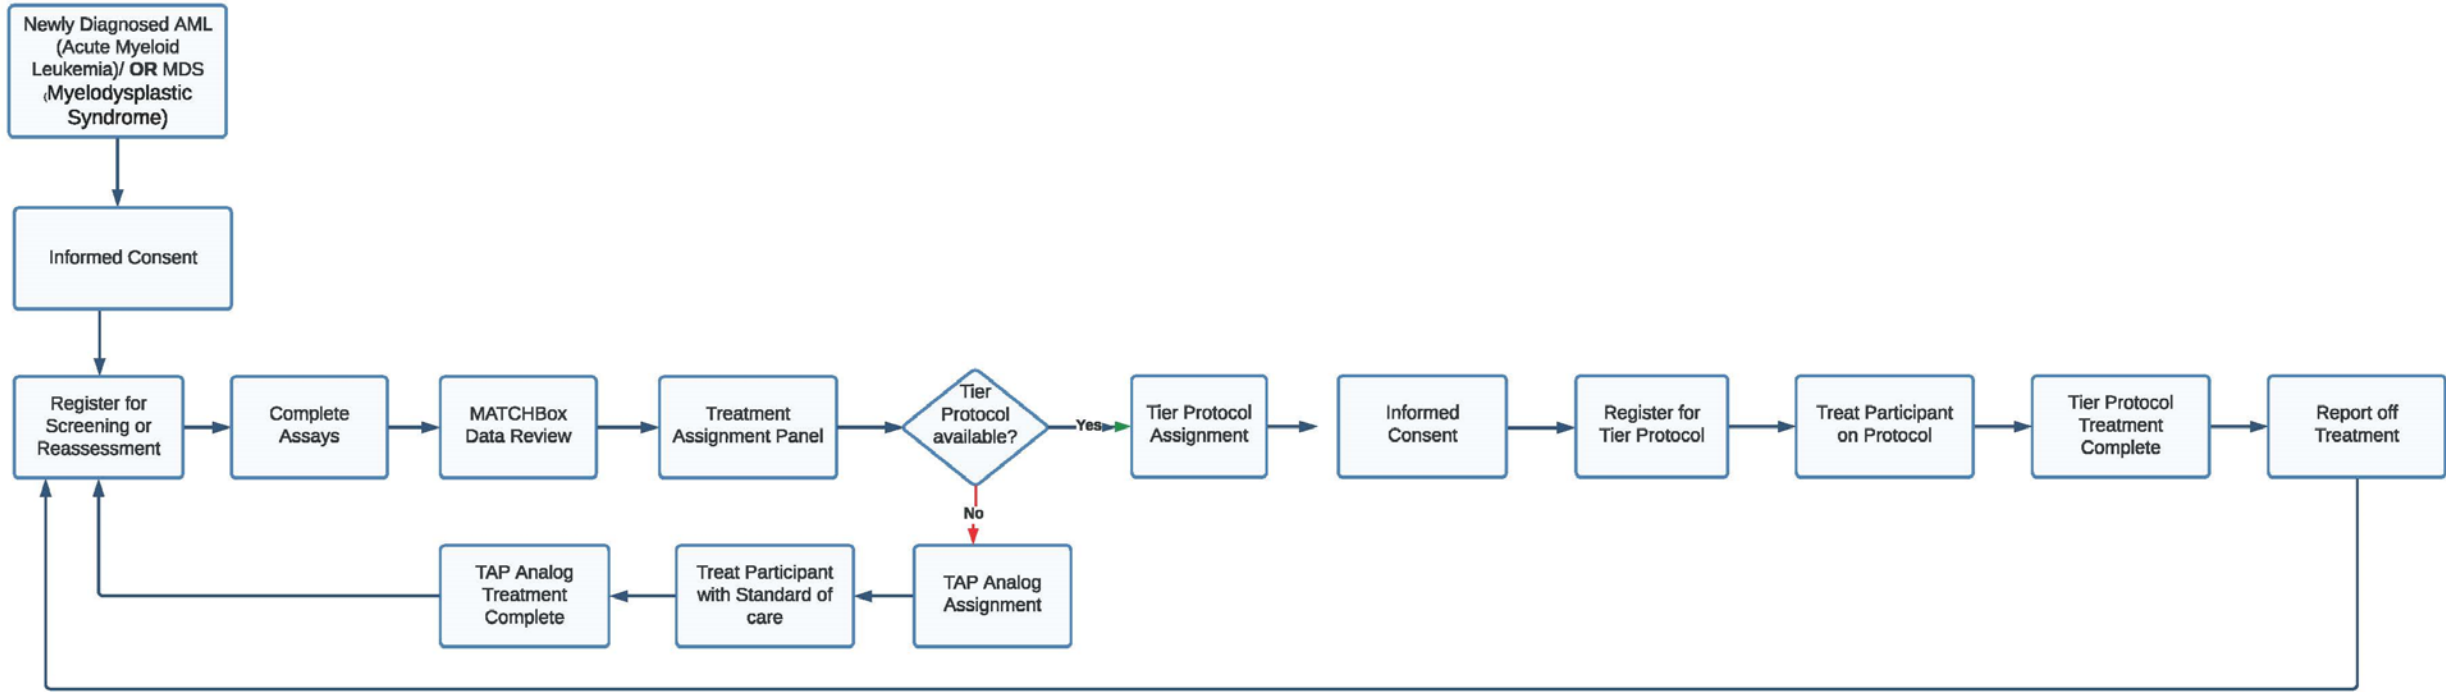 Newly Diagnosed AML
(Acute Myeloid
Leukemia)/ OR MDS
(Myelodysplastic
Syndrome)
Informed Consent
Register for
Screening or
Reassessment
Complete
Assays
MATCHBox
Data Review
Treatment
Assignment Panel
Tier
Protocol
available?
Yes
Tier Protocol
Assignment
Informed
Consent
Register for
Tier Protocol
Treat Participant
on Protocol
Tier Protocol
Treatment
Complete
Report off
Treatment
No
TAP Analog
Assignment
Treat Participant
with Standard of
care
TAP Analog
Treatment
Complete